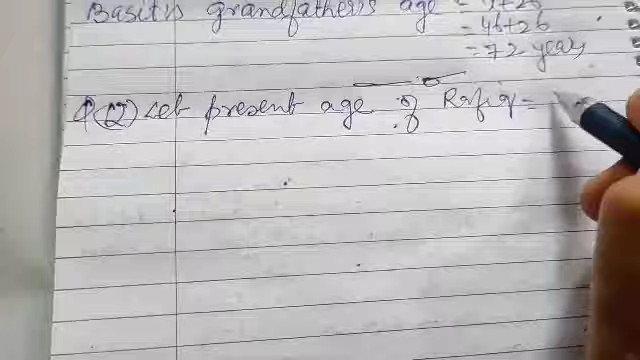 Basit's grandfather's age =
= 46+26
= 72 years
Q(2) Let present age of Rafiq =